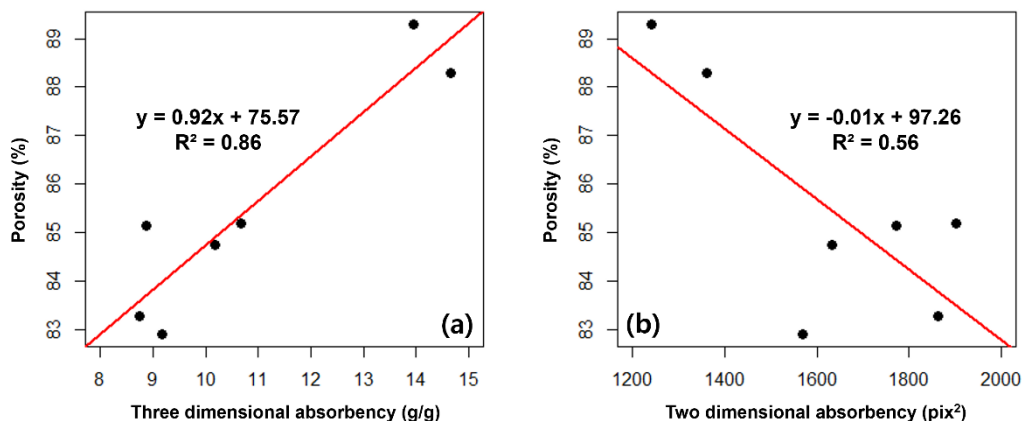 89
88
87
86
85
84
83
Porosity (%)
y = 0.92x + 75.57
R² = 0.86
(a)
8 9 10 11 12 13 14 15
Three dimensional absorbency (g/g)
89
88
87
86
85
84
83
Porosity (%)
y = -0.01x + 97.26
R² = 0.56
(b)
1200 1400 1600 1800 2000
Two dimensional absorbency (pix²)